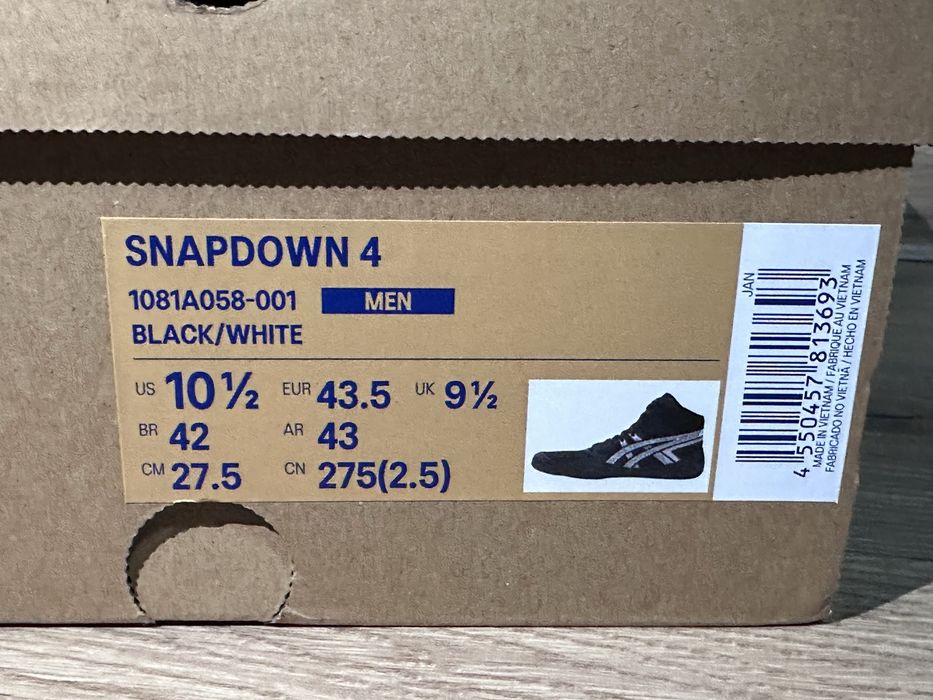 SNAPDOWN 4
1081A058-001 MEN
BLACK/WHITE
US 10½ EUR 43.5 UK 9½
BR 42 AR 43
CM 27.5 CN 275(2.5)
JAN
4 550457 813693
MADE IN VIETNAM / FABRIQUE AU VIETNAM
FABRICADO NO VIETNÃ / HECHO EN VIETNAM